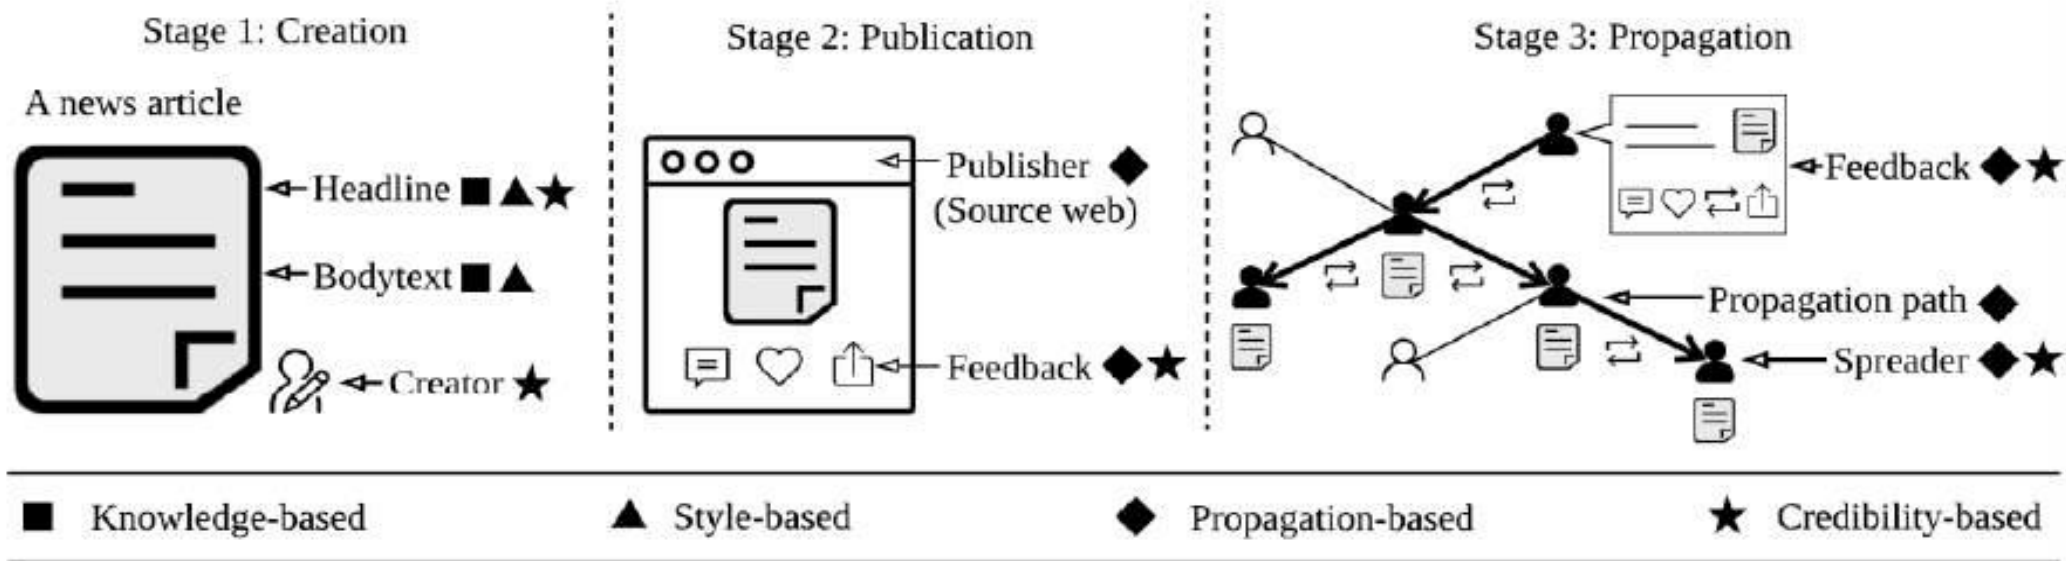 Stage 1: Creation
A news article
Headline
Bodytext
Creator
Stage 2: Publication
Publisher
(Source web)
Feedback
Stage 3: Propagation
Feedback
Propagation path
Spreader
Knowledge-based
Style-based
Propagation-based
Credibility-based